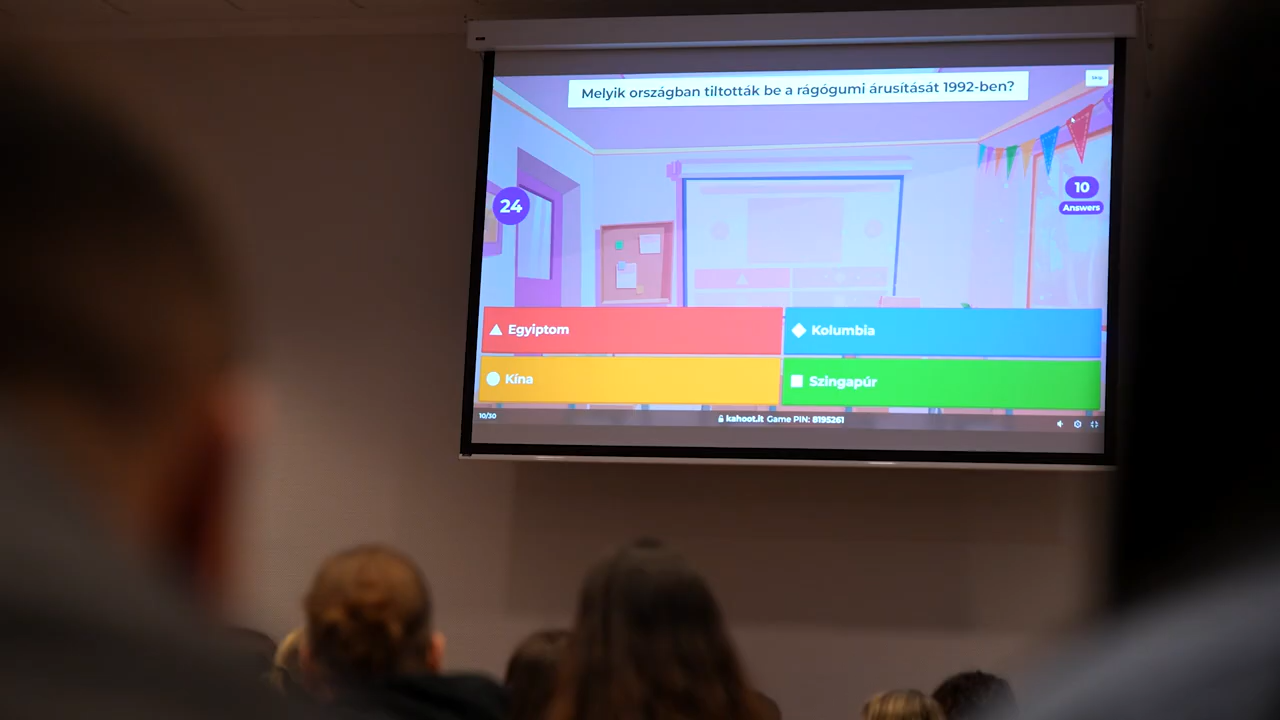 Melyik országban tiltották be a rágógumi árusítását 1992-ben?
Skip
24
10
Answers
Egyiptom
Kolumbia
Kína
Szingapúr
10/30
kahoot.it Game PIN: 8195261